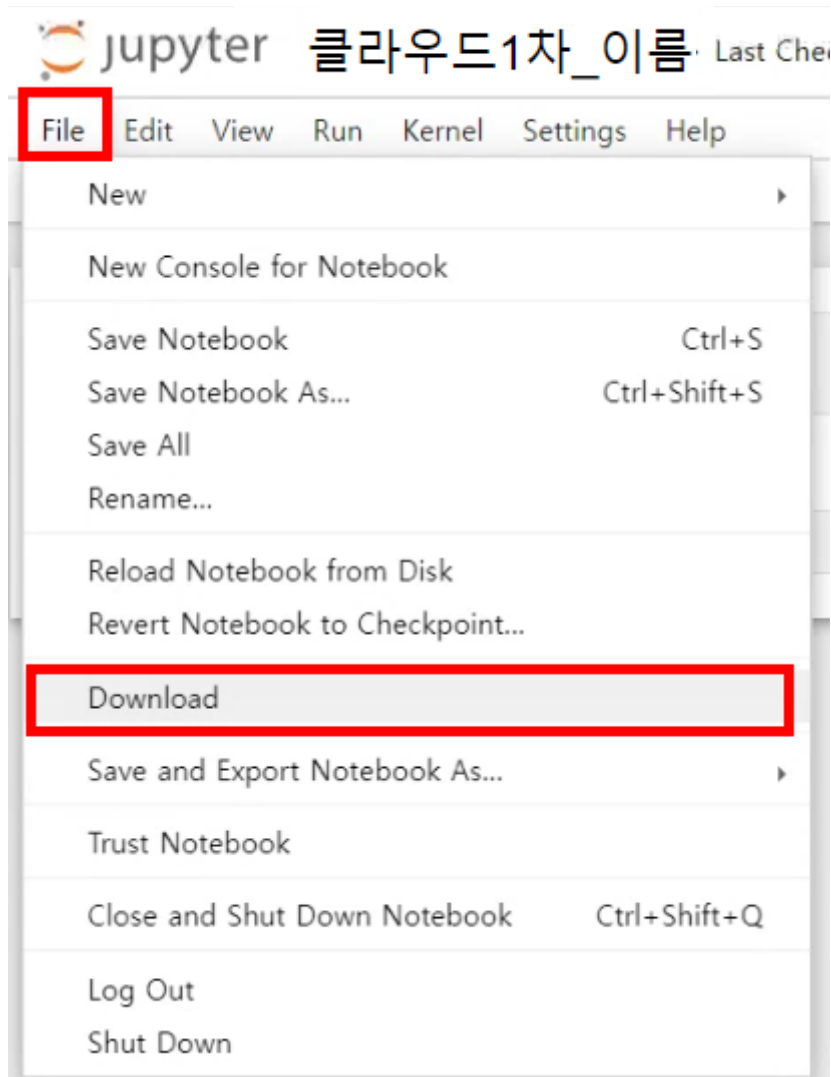 jupyter 클라우드1차_이름 Last Che
File Edit View Run Kernel Settings Help
New
New Console for Notebook
Save Notebook Ctrl+S
Save Notebook As... Ctrl+Shift+S
Save All
Rename...
Reload Notebook from Disk
Revert Notebook to Checkpoint...
Download
Save and Export Notebook As...
Trust Notebook
Close and Shut Down Notebook Ctrl+Shift+Q
Log Out
Shut Down